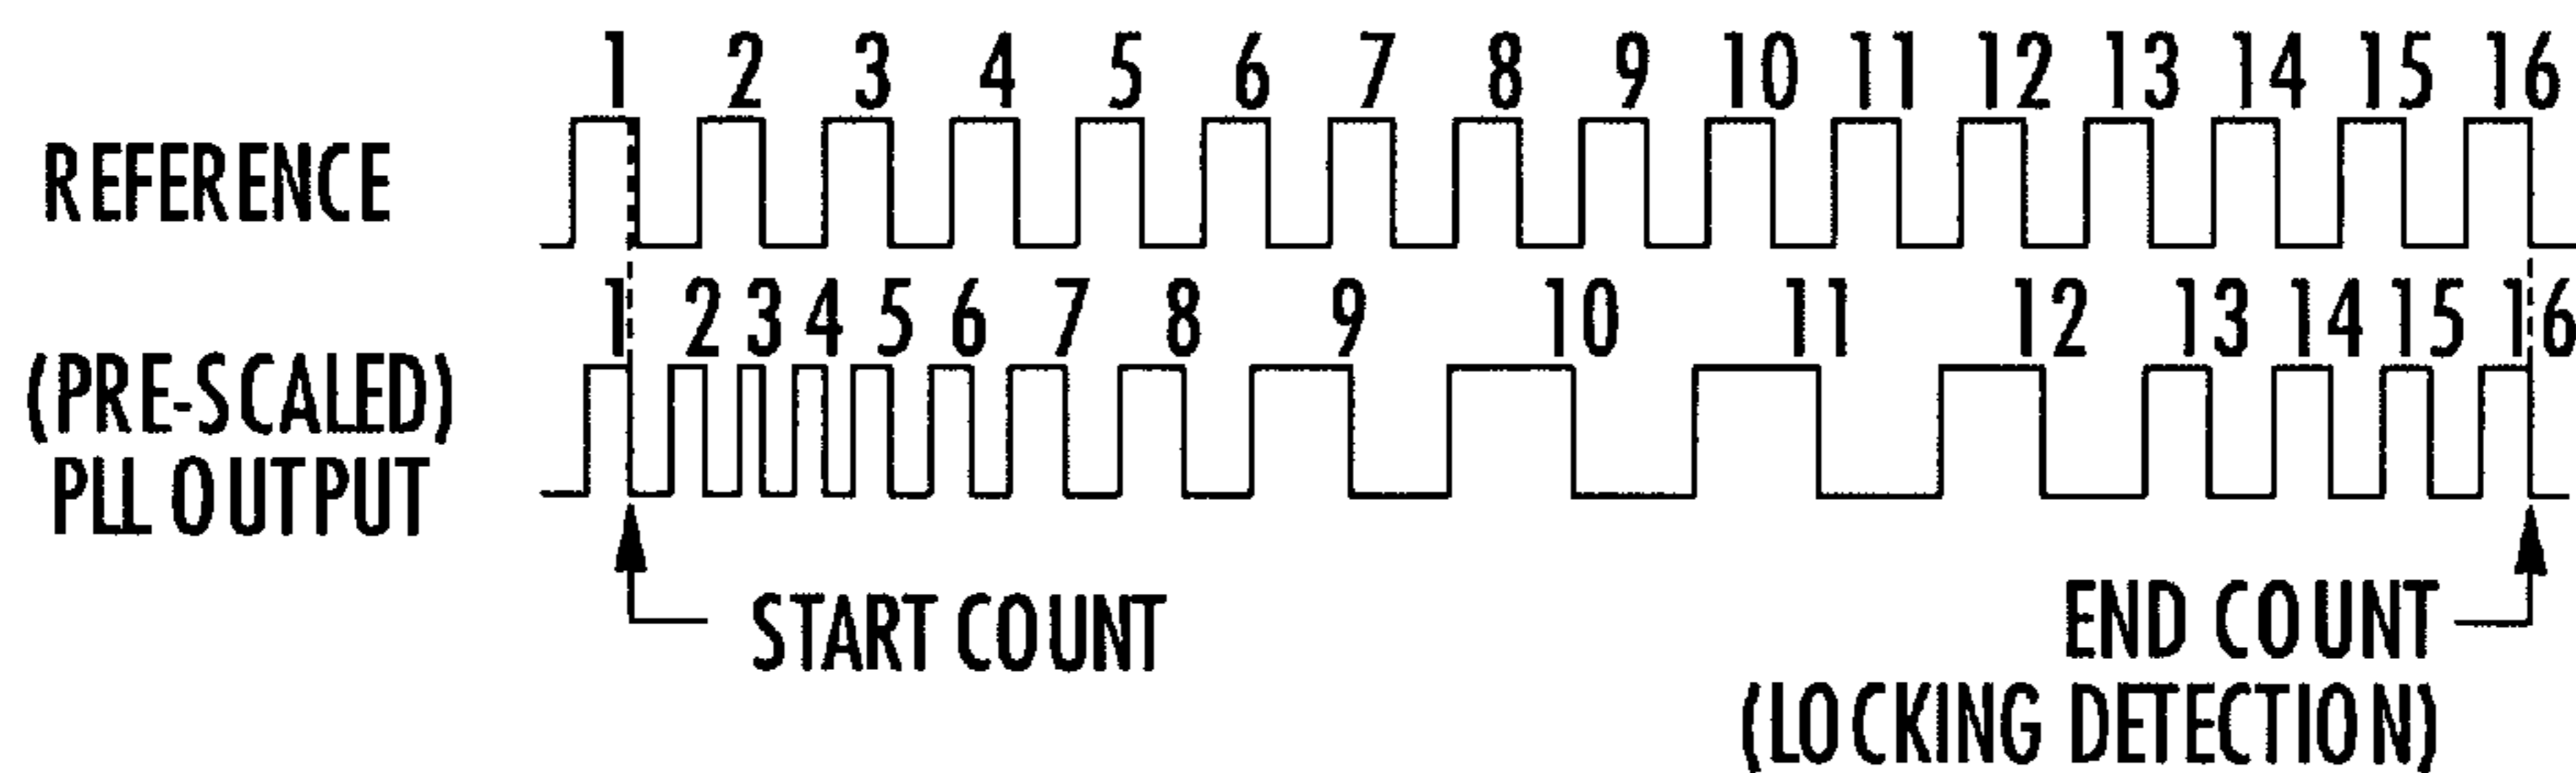 1 2 3 4 5 6 7 8 9 10 11 12 13 14 15 16
REFERENCE
1 2 3 4 5 6 7 8 9 10 11 12 13 14 15 16
(PRE-SCALED)
PLL OUTPUT
START COUNT
END COUNT
(LOCKING DETECTION)